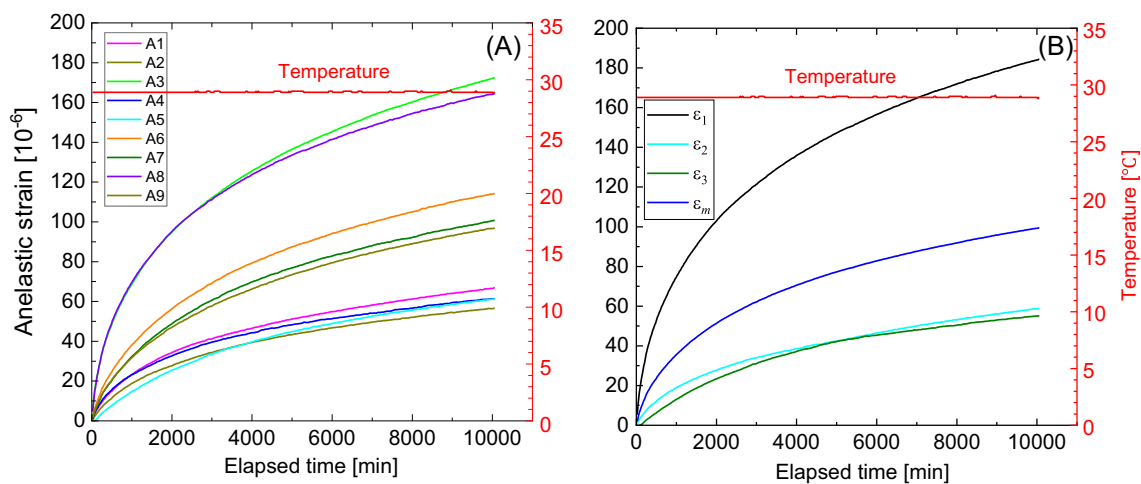 (A)
Temperature
A1
A2
A3
A4
A5
A6
A7
A8
A9
Anelastic strain [10⁻⁶]
200
180
160
140
120
100
80
60
40
20
0
35
30
25
20
15
10
5
0
0 2000 4000 6000 8000 10000
Elapsed time [min]
(B)
Temperature
ε₁
ε₂
ε₃
εₘ
200
180
160
140
120
100
80
60
40
20
0
35
30
25
20
15
10
5
0
Temperature [℃]
0 2000 4000 6000 8000 10000
Elapsed time [min]